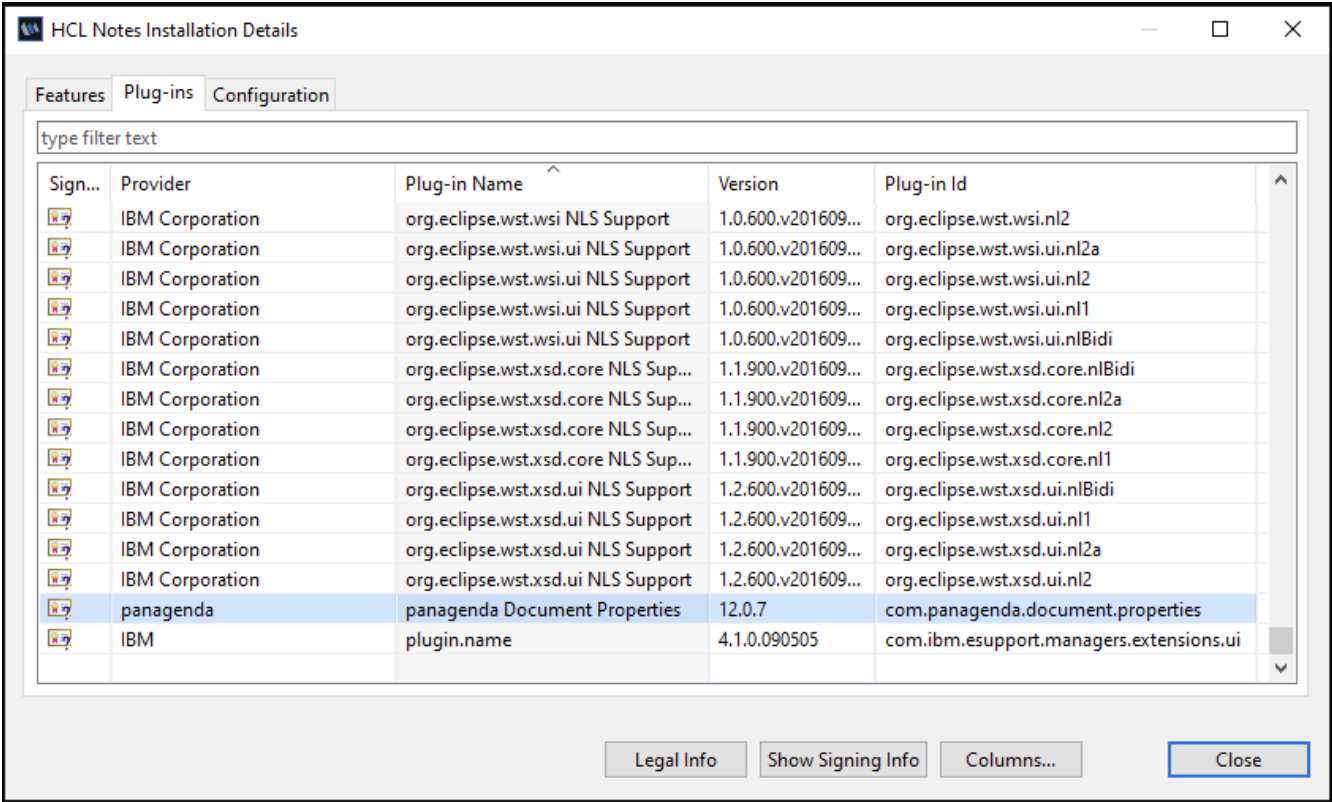 HCL Notes Installation Details
Features Plug-ins Configuration
type filter text
Sign... Provider Plug-in Name Version Plug-in Id
IBM Corporation org.eclipse.wst.wsi NLS Support 1.0.600.v201609... org.eclipse.wst.wsi.nl2
IBM Corporation org.eclipse.wst.wsi.ui NLS Support 1.0.600.v201609... org.eclipse.wst.wsi.ui.nl2a
IBM Corporation org.eclipse.wst.wsi.ui NLS Support 1.0.600.v201609... org.eclipse.wst.wsi.ui.nl2
IBM Corporation org.eclipse.wst.wsi.ui NLS Support 1.0.600.v201609... org.eclipse.wst.wsi.ui.nl1
IBM Corporation org.eclipse.wst.wsi.ui NLS Support 1.0.600.v201609... org.eclipse.wst.wsi.ui.nlBidi
IBM Corporation org.eclipse.wst.xsd.core NLS Sup... 1.1.900.v201609... org.eclipse.wst.xsd.core.nlBidi
IBM Corporation org.eclipse.wst.xsd.core NLS Sup... 1.1.900.v201609... org.eclipse.wst.xsd.core.nl2a
IBM Corporation org.eclipse.wst.xsd.core NLS Sup... 1.1.900.v201609... org.eclipse.wst.xsd.core.nl2
IBM Corporation org.eclipse.wst.xsd.core NLS Sup... 1.1.900.v201609... org.eclipse.wst.xsd.core.nl1
IBM Corporation org.eclipse.wst.xsd.ui NLS Support 1.2.600.v201609... org.eclipse.wst.xsd.ui.nlBidi
IBM Corporation org.eclipse.wst.xsd.ui NLS Support 1.2.600.v201609... org.eclipse.wst.xsd.ui.nl1
IBM Corporation org.eclipse.wst.xsd.ui NLS Support 1.2.600.v201609... org.eclipse.wst.xsd.ui.nl2a
IBM Corporation org.eclipse.wst.xsd.ui NLS Support 1.2.600.v201609... org.eclipse.wst.xsd.ui.nl2
panagenda panagenda Document Properties 12.0.7 com.panagenda.document.properties
IBM plugin.name 4.1.0.090505 com.ibm.esupport.managers.extensions.ui
Legal Info Show Signing Info Columns... Close